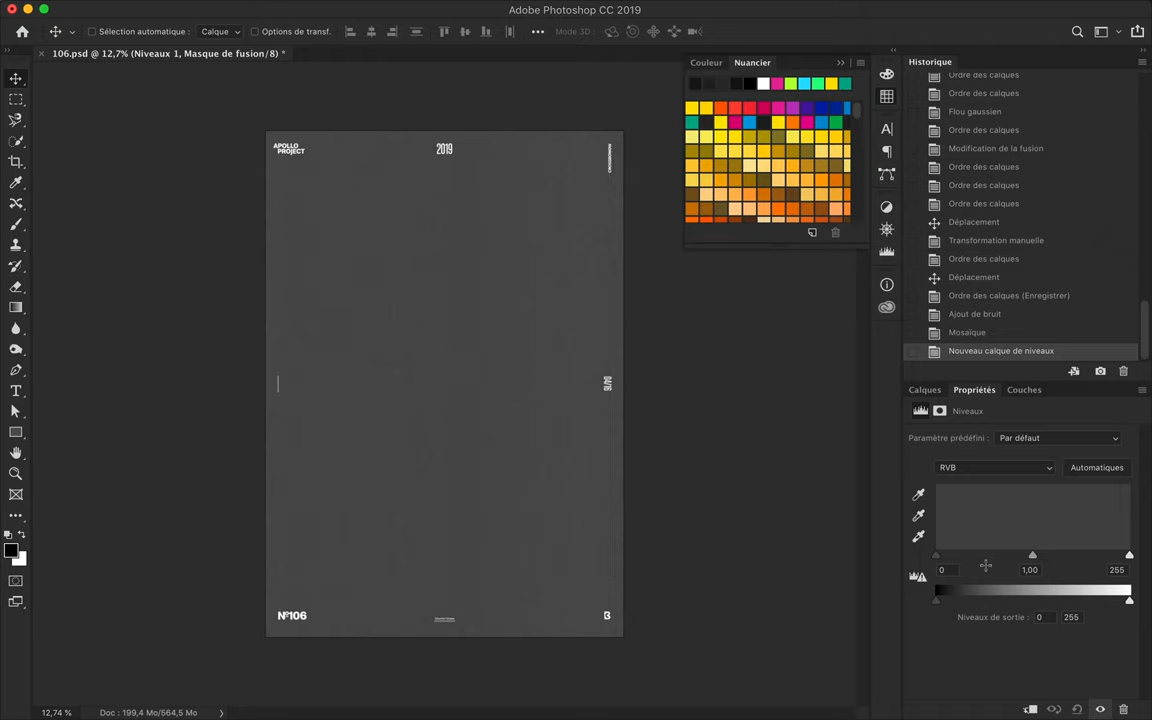 Adobe Photoshop CC 2019
Sélection automatique :
Calque
Options de transf.
Mode 3D :
106.psd @ 12,7% (Niveaux 1, Masque de fusion/8) *
Couleur
Nuancier
Historique
Ordre des calques
Ordre des calques
Flou gaussien
Ordre des calques
Modification de la fusion
Ordre des calques
Ordre des calques
Ordre des calques
Déplacement
Transformation manuelle
Ordre des calques
Déplacement
Ordre des calques (Enregistrer)
Ajout de bruit
Mosaïque
Nouveau calque de niveaux
Calques
Propriétés
Couches
Niveaux
Paramètre prédéfini :
Par défaut
RVB
Automatiques
0
1,00
255
Niveaux de sortie :
0
255
APOLLO
PROJECT
2019
04/16
N°106
12,74 %
Doc : 199,4 Mo/564,5 Mo